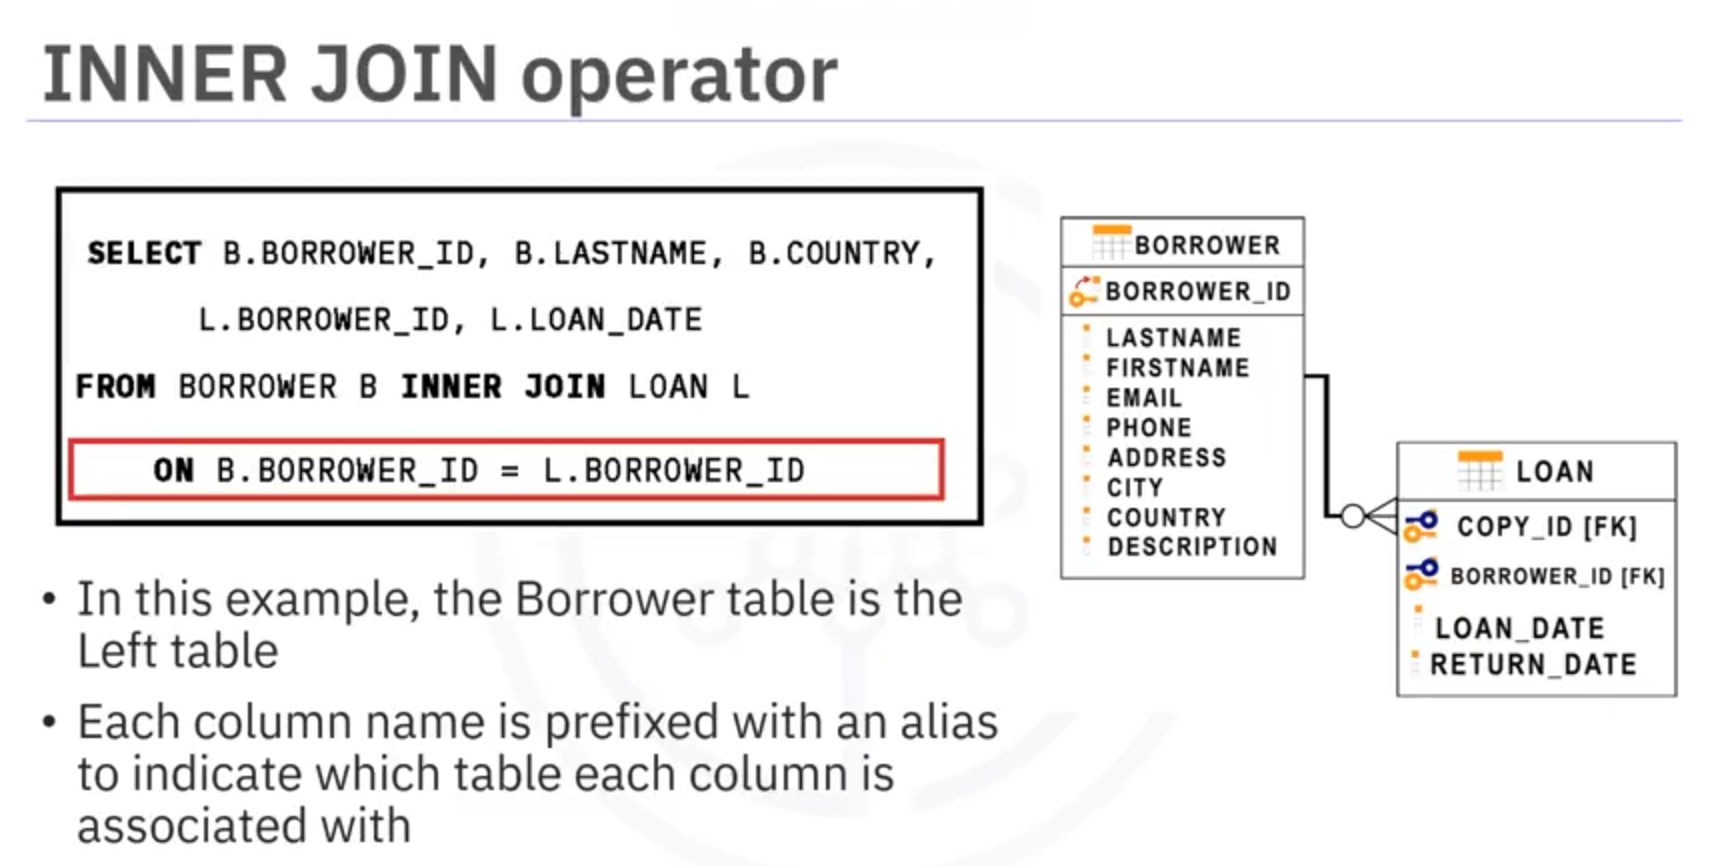 INNER JOIN operator
SELECT B.BORROWER_ID, B.LASTNAME, B.COUNTRY,
L.BORROWER_ID, L.LOAN_DATE
FROM BORROWER B INNER JOIN LOAN L
ON B.BORROWER_ID = L.BORROWER_ID
• In this example, the Borrower table is the
Left table
• Each column name is prefixed with an alias
to indicate which table each column is
associated with
BORROWER
BORROWER_ID
LASTNAME
FIRSTNAME
EMAIL
PHONE
ADDRESS
CITY
COUNTRY
DESCRIPTION
LOAN
COPY_ID [FK]
BORROWER_ID [FK]
LOAN_DATE
RETURN_DATE